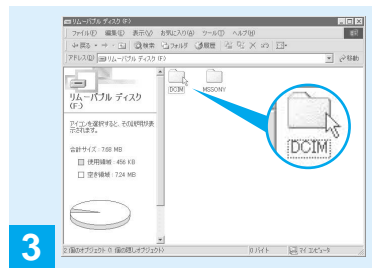 リムーバブル ディスク (F:)
ファイル(F) 編集(E) 表示(V) お気に入り(A) ツール(T) ヘルプ(H)
戻る 検索 フォルダ 履歴
アドレス(D) リムーバブル ディスク (F:) 移動
リムーバブル ディスク
(F:)
アイコンを選択すると、その説明が表
示されます。
合計サイズ: 7.68 MB
使用領域: 456 KB
空き領域: 7.24 MB
DCIM MSSONY
DCIM
2 個のオブジェクト (1 個の隠しオブジェクト) 0 バイト マイ コンピュータ
3